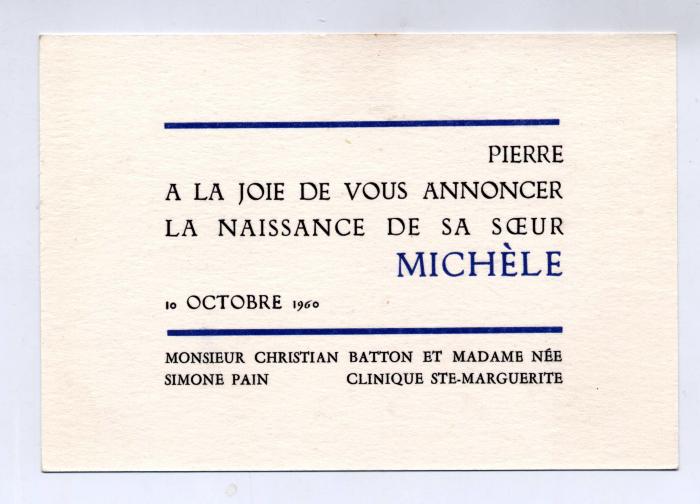 PIERRE
A LA JOIE DE VOUS ANNONCER
LA NAISSANCE DE SA SŒUR
MICHÈLE
10 OCTOBRE 1960
MONSIEUR CHRISTIAN BATTON ET MADAME NÉE
SIMONE PAIN CLINIQUE STE-MARGUERITE